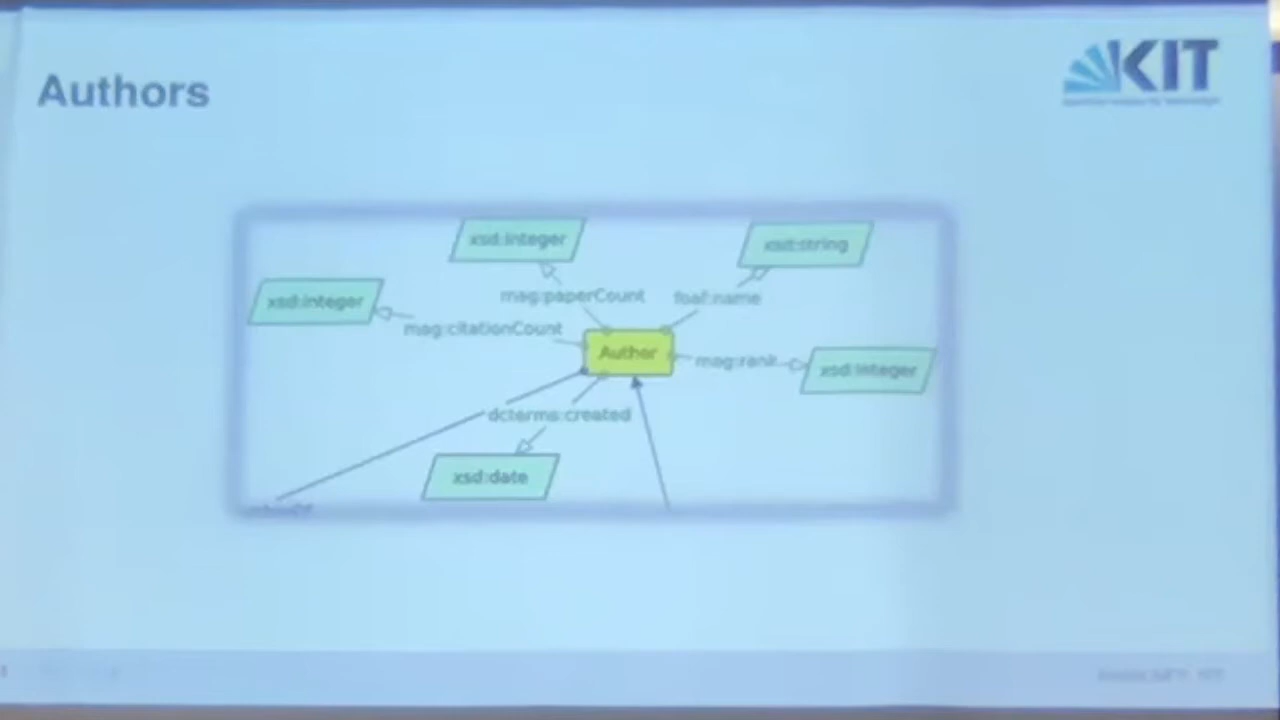 Authors
KIT
xsd:integer
xsd:string
xsd:integer
mag:paperCount
foaf:name
mag:citationCount
Author
mag:rank
xsd:integer
dcterms:created
xsd:date